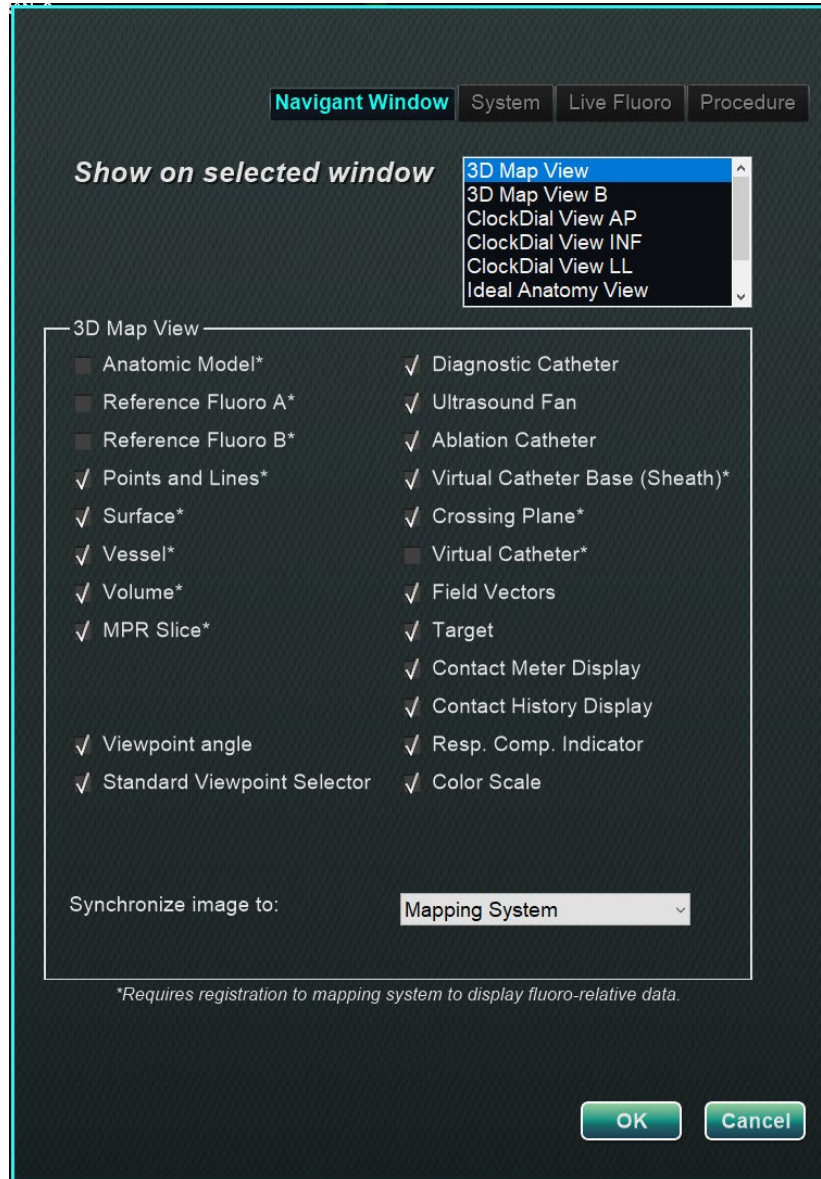 Navigant Window System Live Fluoro Procedure
Show on selected window
3D Map View
3D Map View B
ClockDial View AP
ClockDial View INF
ClockDial View LL
Ideal Anatomy View
3D Map View
Anatomic Model* Diagnostic Catheter
Reference Fluoro A* Ultrasound Fan
Reference Fluoro B* Ablation Catheter
Points and Lines* Virtual Catheter Base (Sheath)*
Surface* Crossing Plane*
Vessel* Virtual Catheter*
Volume* Field Vectors
MPR Slice* Target
Contact Meter Display
Contact History Display
Viewpoint angle Resp. Comp. Indicator
Standard Viewpoint Selector Color Scale
Synchronize image to: Mapping System
*Requires registration to mapping system to display fluoro-relative data.
OK Cancel